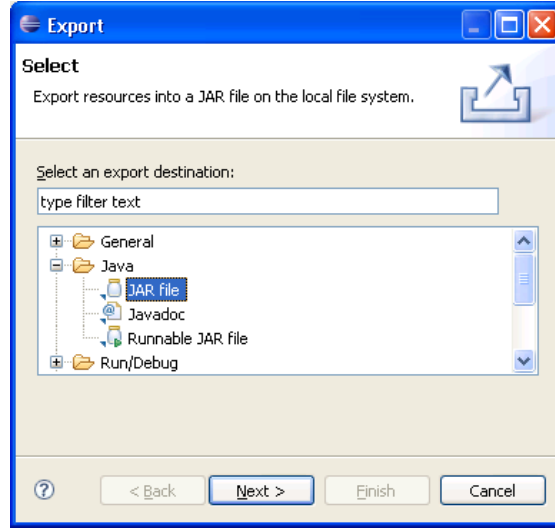 Export
Select
Export resources into a JAR file on the local file system.
Select an export destination:
type filter text
General
Java
JAR file
Javadoc
Runnable JAR file
Run/Debug
? < Back Next > Finish Cancel